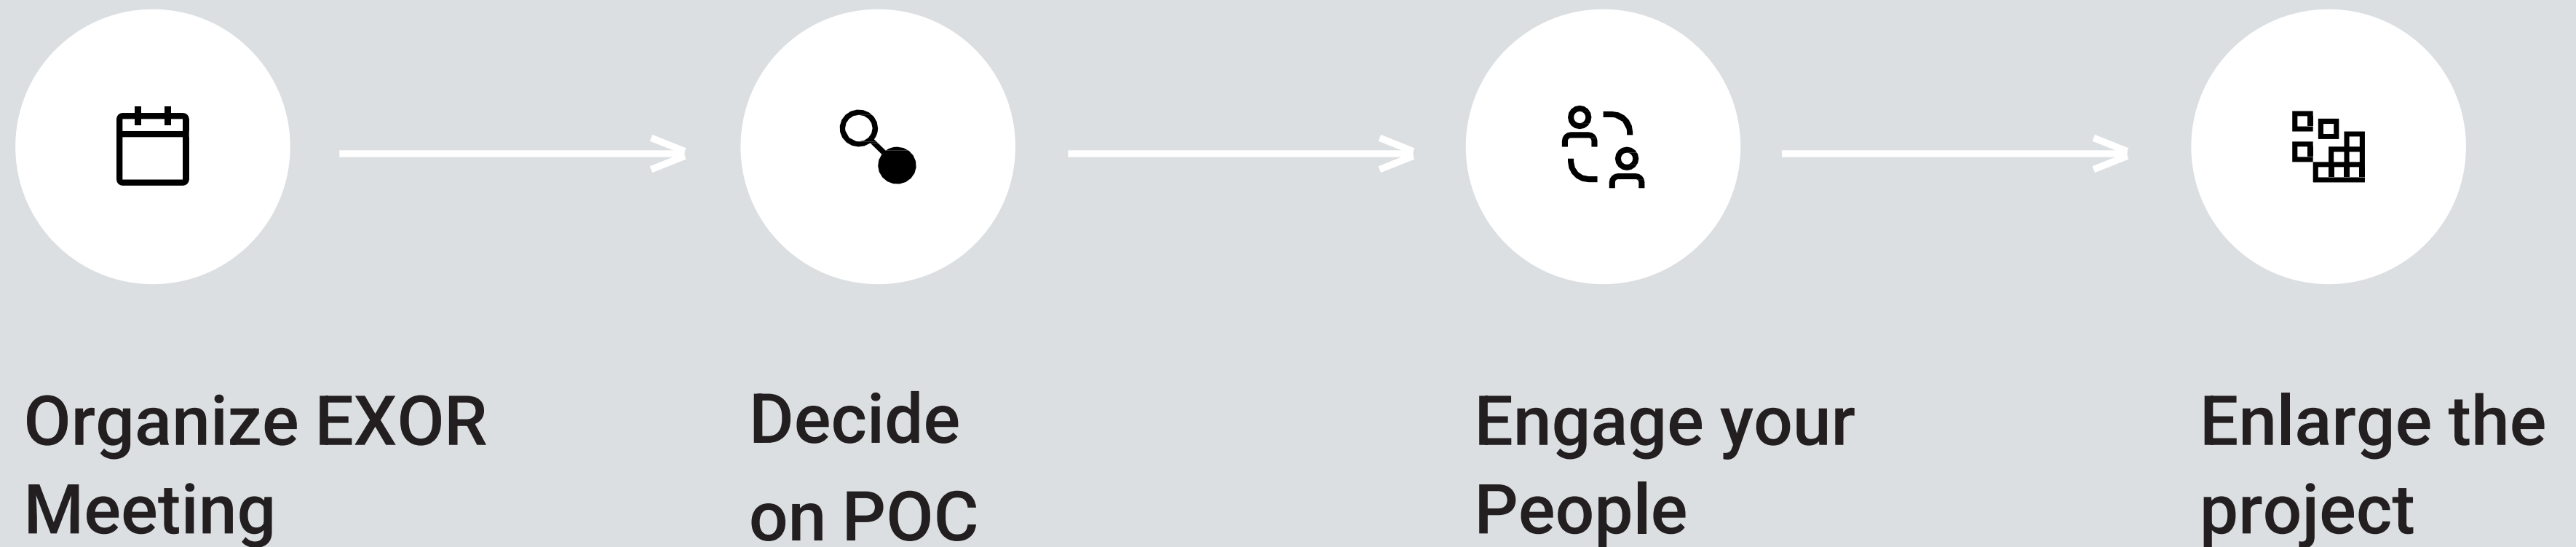 Organize EXOR
Meeting
Decide
on POC
Engage your
People
Enlarge the
project